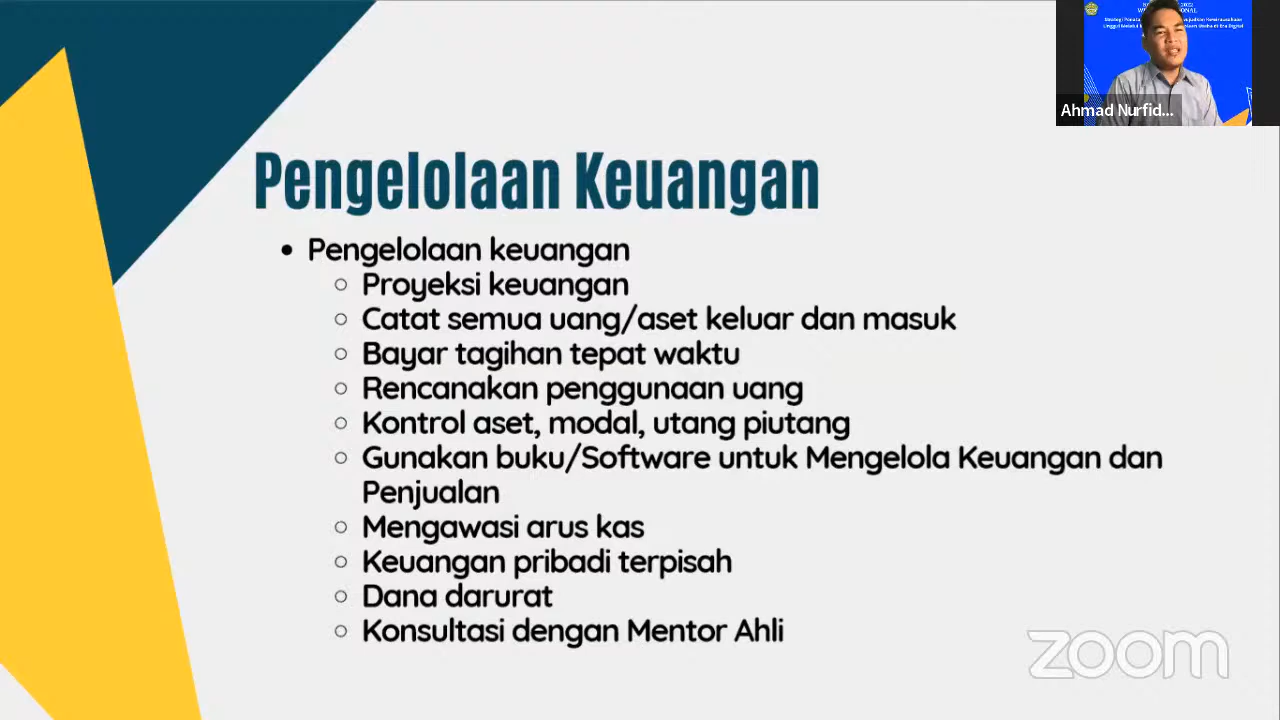 Pengelolaan Keuangan
Pengelolaan keuangan
Proyeksi keuangan
Catat semua uang/aset keluar dan masuk
Bayar tagihan tepat waktu
Rencanakan penggunaan uang
Kontrol aset, modal, utang piutang
Gunakan buku/Software untuk Mengelola Keuangan dan
Penjualan
Mengawasi arus kas
Keuangan pribadi terpisah
Dana darurat
Konsultasi dengan Mentor Ahli
Ahmad Nurfid...
zoom